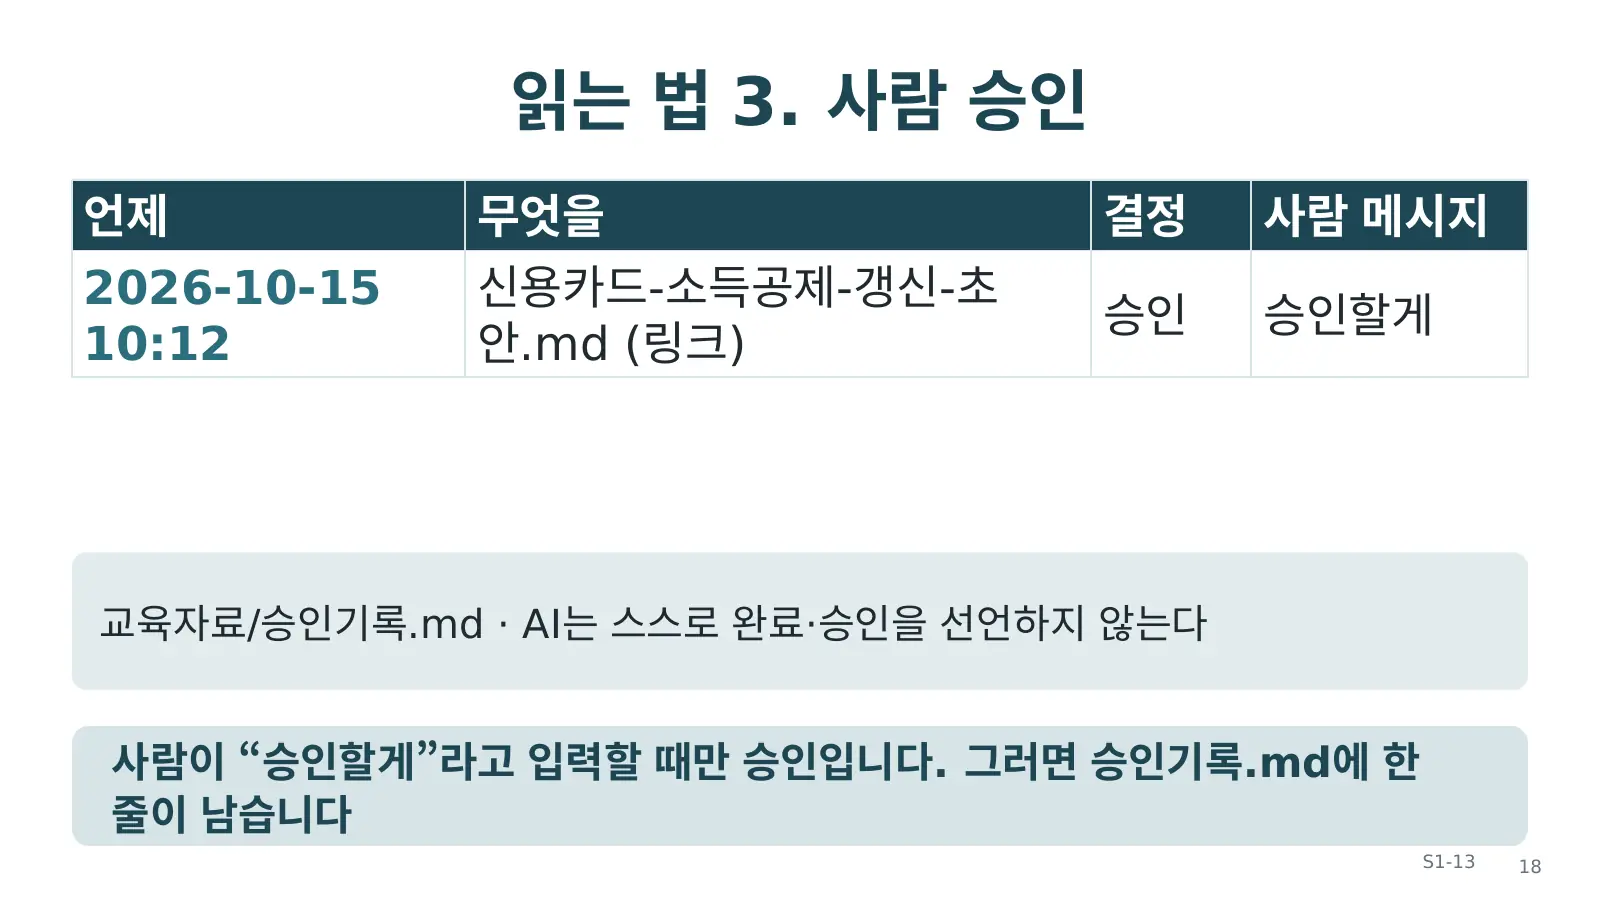 읽는 법 3. 사람 승인
언제 무엇을 결정 사람 메시지
2026-10-15
10:12
신용카드-소득공제-갱신-초
안.md (링크)
승인
승인할게
교육자료/승인기록.md · AI는 스스로 완료·승인을 선언하지 않는다
사람이 “승인할게”라고 입력할 때만 승인입니다. 그러면 승인기록.md에 한
줄이 남습니다
S1-13
18